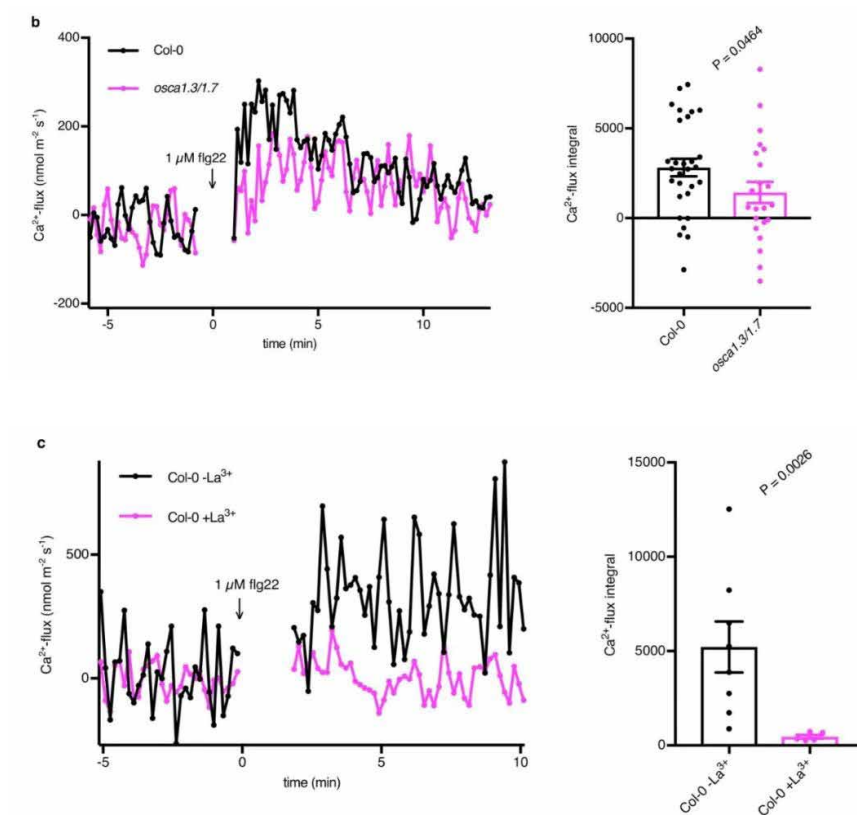 b
400
200
0
-200
Ca²⁺-flux (nmol m⁻² s⁻¹)
Col-0
osca1.3/1.7
1 µM flg22
-5
0
5
10
time (min)
10000
5000
0
-5000
Ca²⁺-flux integral
P = 0.0464
Col-0
osca1.3/1.7
c
500
0
Ca²⁺-flux (nmol m⁻² s⁻¹)
Col-0 -La³⁺
Col-0 +La³⁺
1 µM flg22
-5
0
5
10
time (min)
15000
10000
5000
0
Ca²⁺-flux integral
P = 0.0026
Col-0 -La³⁺
Col-0 +La³⁺